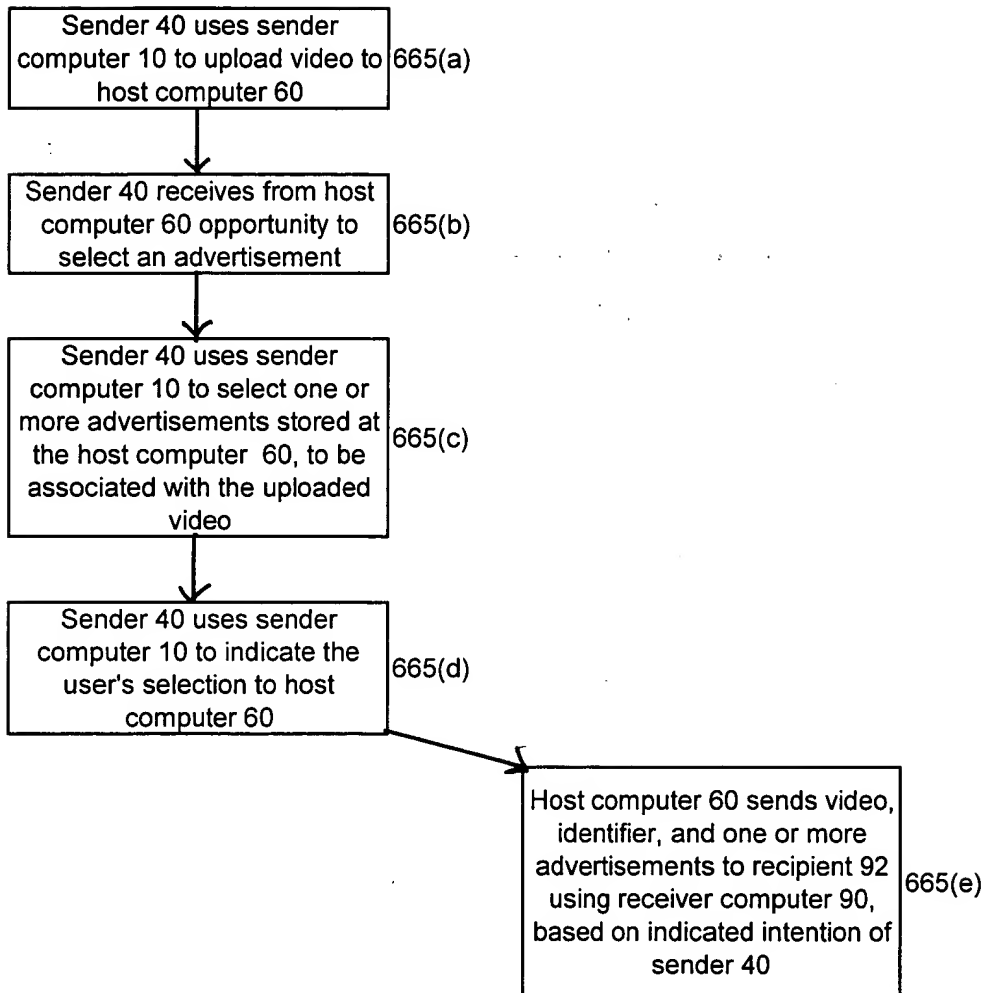 Sender 40 uses sender
computer 10 to upload video to
host computer 60
665(a)
Sender 40 receives from host
computer 60 opportunity to
select an advertisement
665(b)
Sender 40 uses sender
computer 10 to select one or
more advertisements stored at
the host computer 60, to be
associated with the uploaded
video
665(c)
Sender 40 uses sender
computer 10 to indicate the
user's selection to host
computer 60
665(d)
Host computer 60 sends video,
identifier, and one or more
advertisements to recipient 92
using receiver computer 90,
based on indicated intention of
sender 40
665(e)